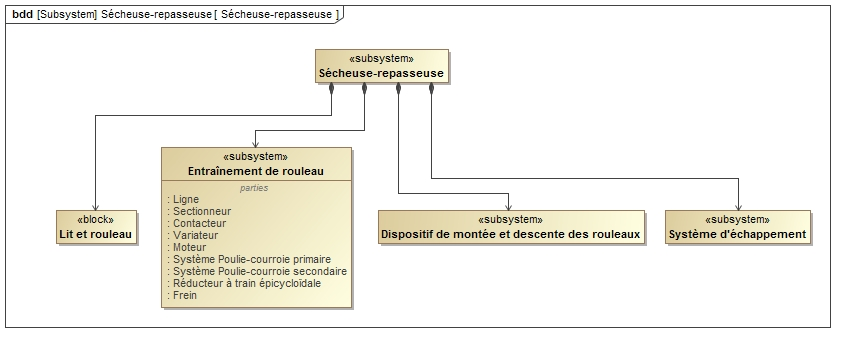 bdd [Subsystem] Sécheuse-repasseuse [ Sécheuse-repasseuse ]
«subsystem»
Sécheuse-repasseuse
«subsystem»
Entraînement de rouleau
parties
: Ligne
: Sectionneur
: Contacteur
: Variateur
: Moteur
: Système Poulie-courroie primaire
: Système Poulie-courroie secondaire
: Réducteur à train épicycloïdale
: Frein
«block»
Lit et rouleau
«subsystem»
Dispositif de montée et descente des rouleaux
«subsystem»
Système d'échappement